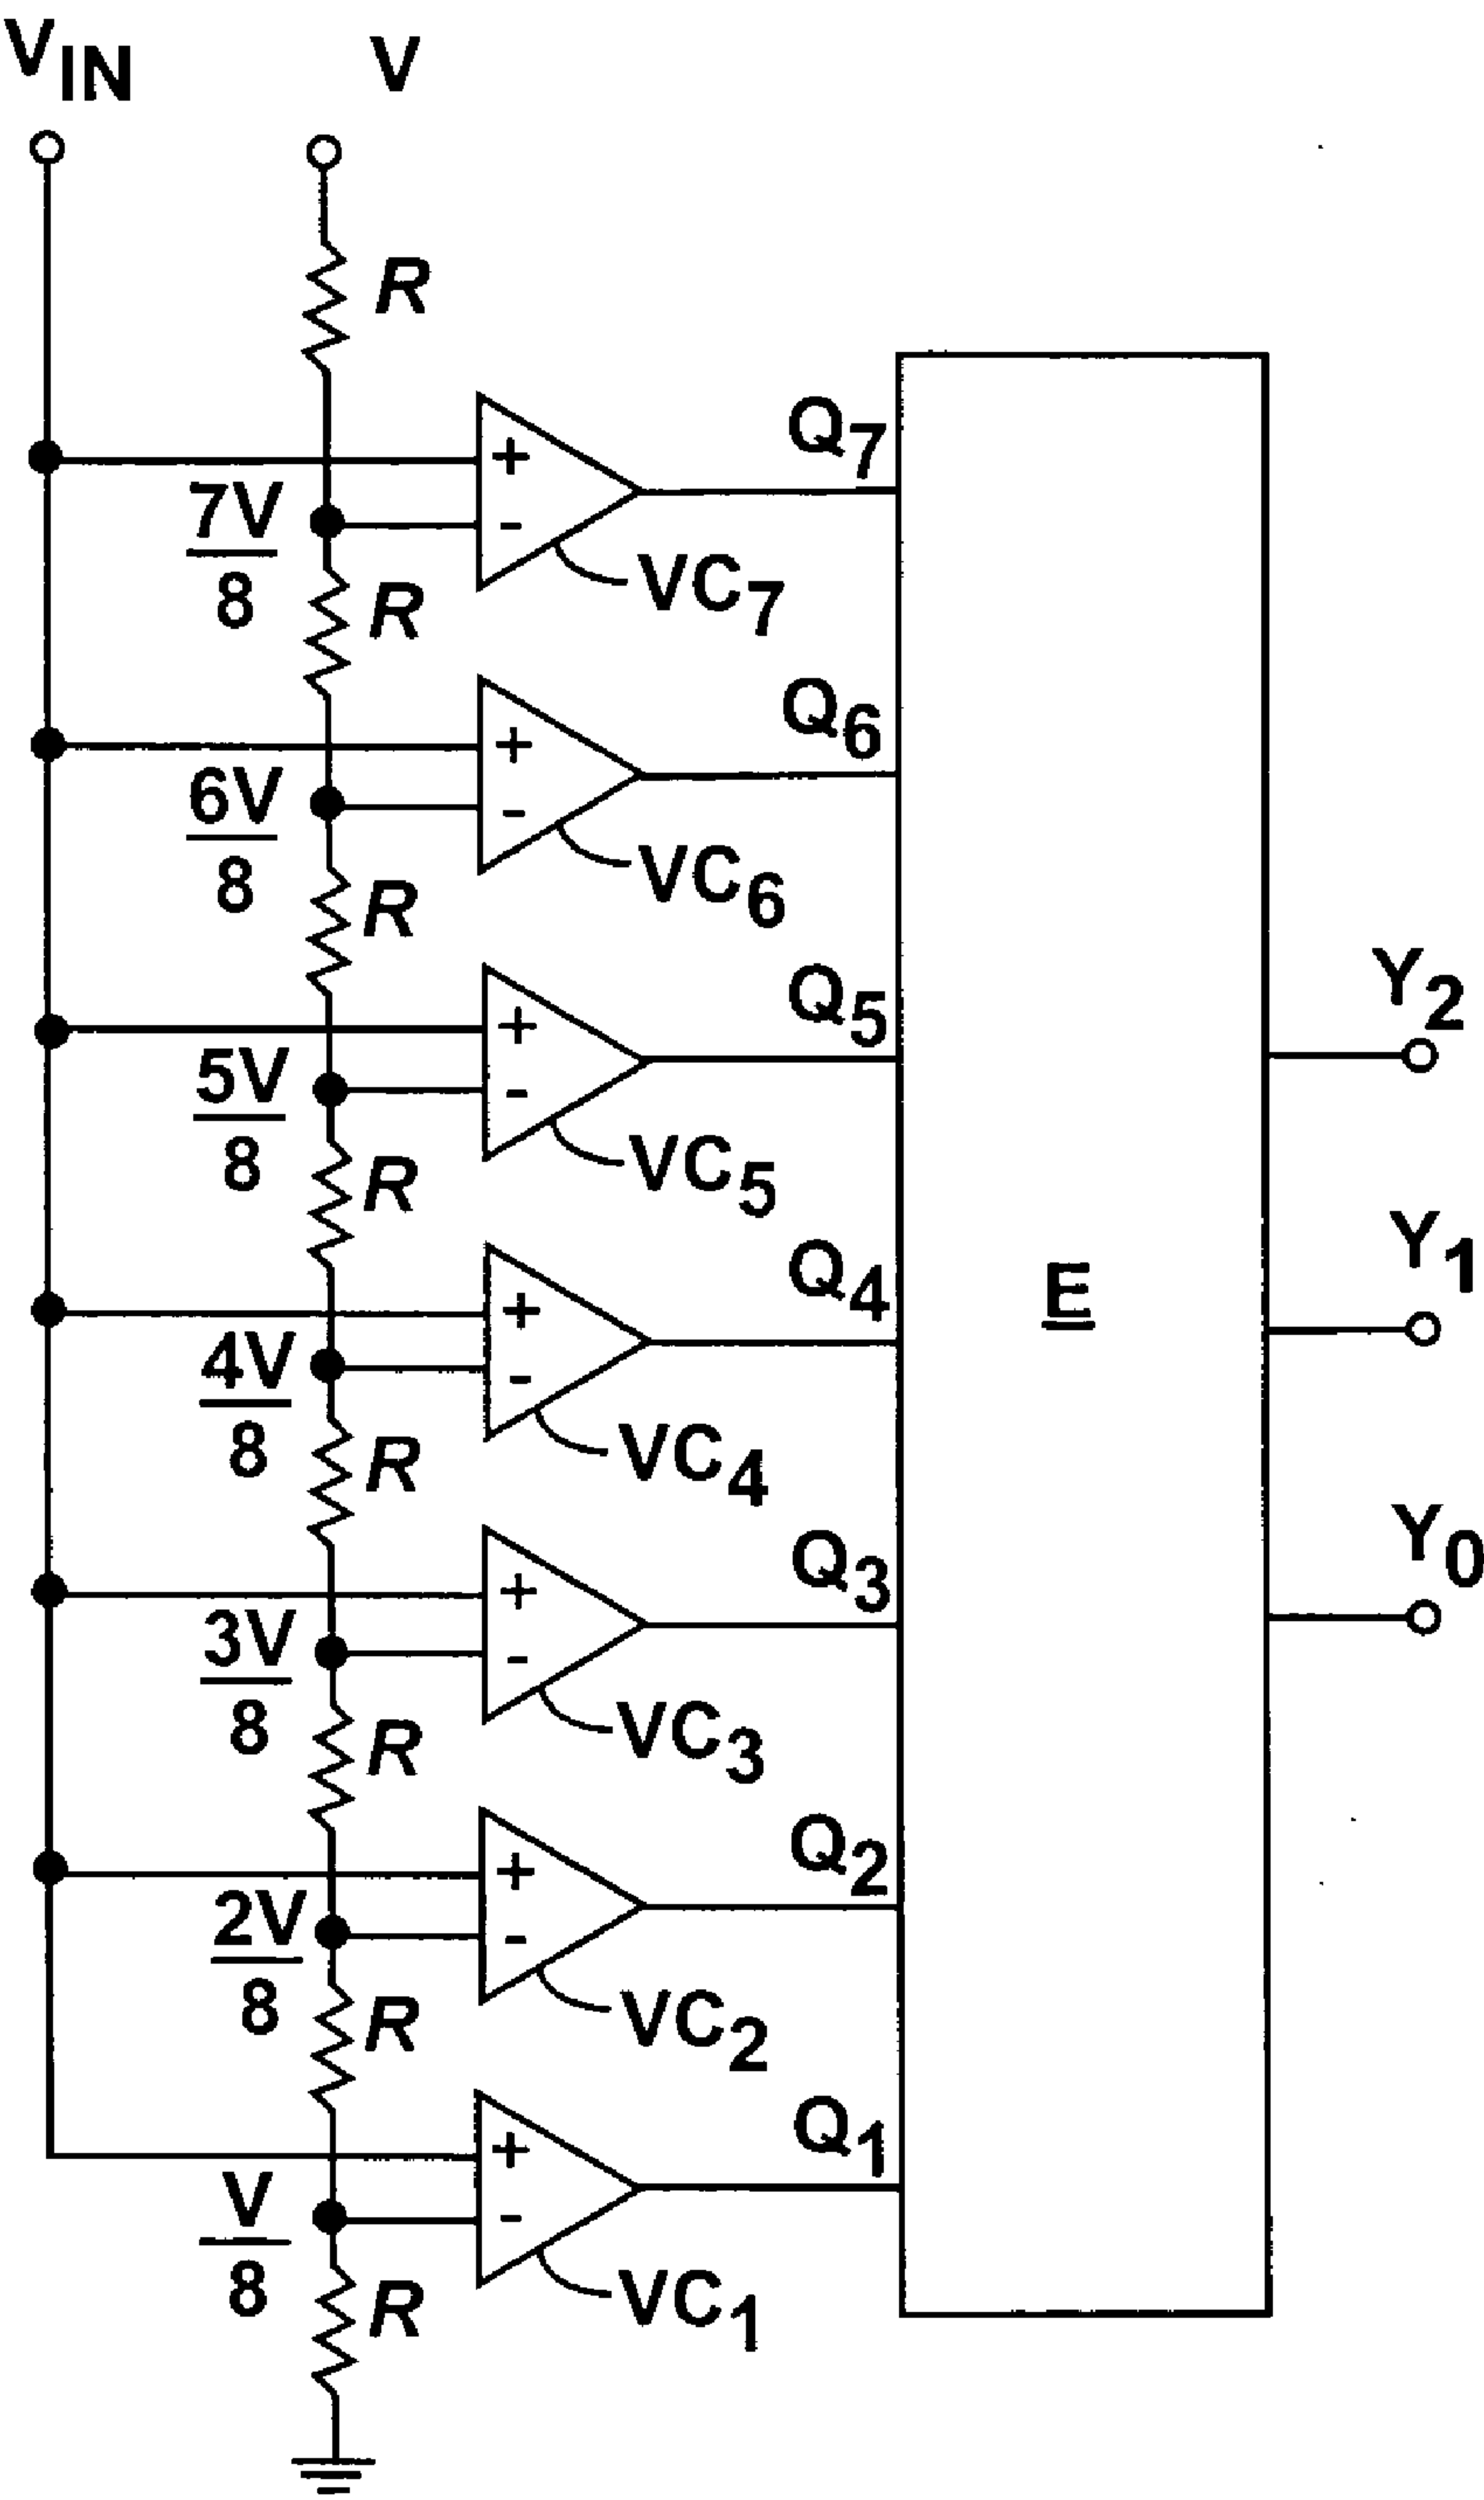 VIN
V
R
Q7
+
7V
8
-
VC7
R
Q6
+
6V
8
-
VC6
R
Q5
+
5V
8
-
VC5
Y2
R
Q4
+
4V
8
-
VC4
E
Y1
R
Q3
+
3V
8
-
VC3
Y0
R
Q2
+
2V
8
-
VC2
R
Q1
+
V
8
-
VC1
R